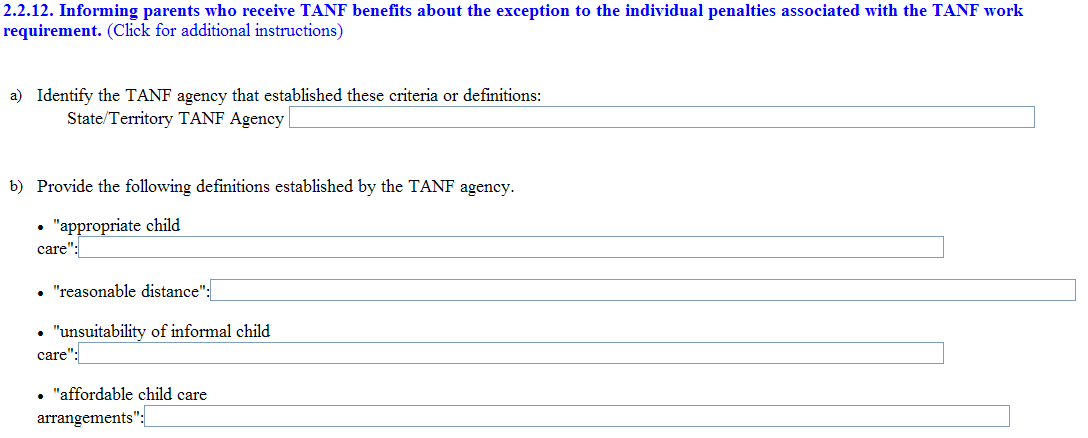 2.2.12. Informing parents who receive TANF benefits about the exception to the individual penalties associated with the TANF work
requirement. (Click for additional instructions)
a) Identify the TANF agency that established these criteria or definitions:
State/Territory TANF Agency
b) Provide the following definitions established by the TANF agency.
• "appropriate child
care":
• "reasonable distance":
• "unsuitability of informal child
care":
• "affordable child care
arrangements":